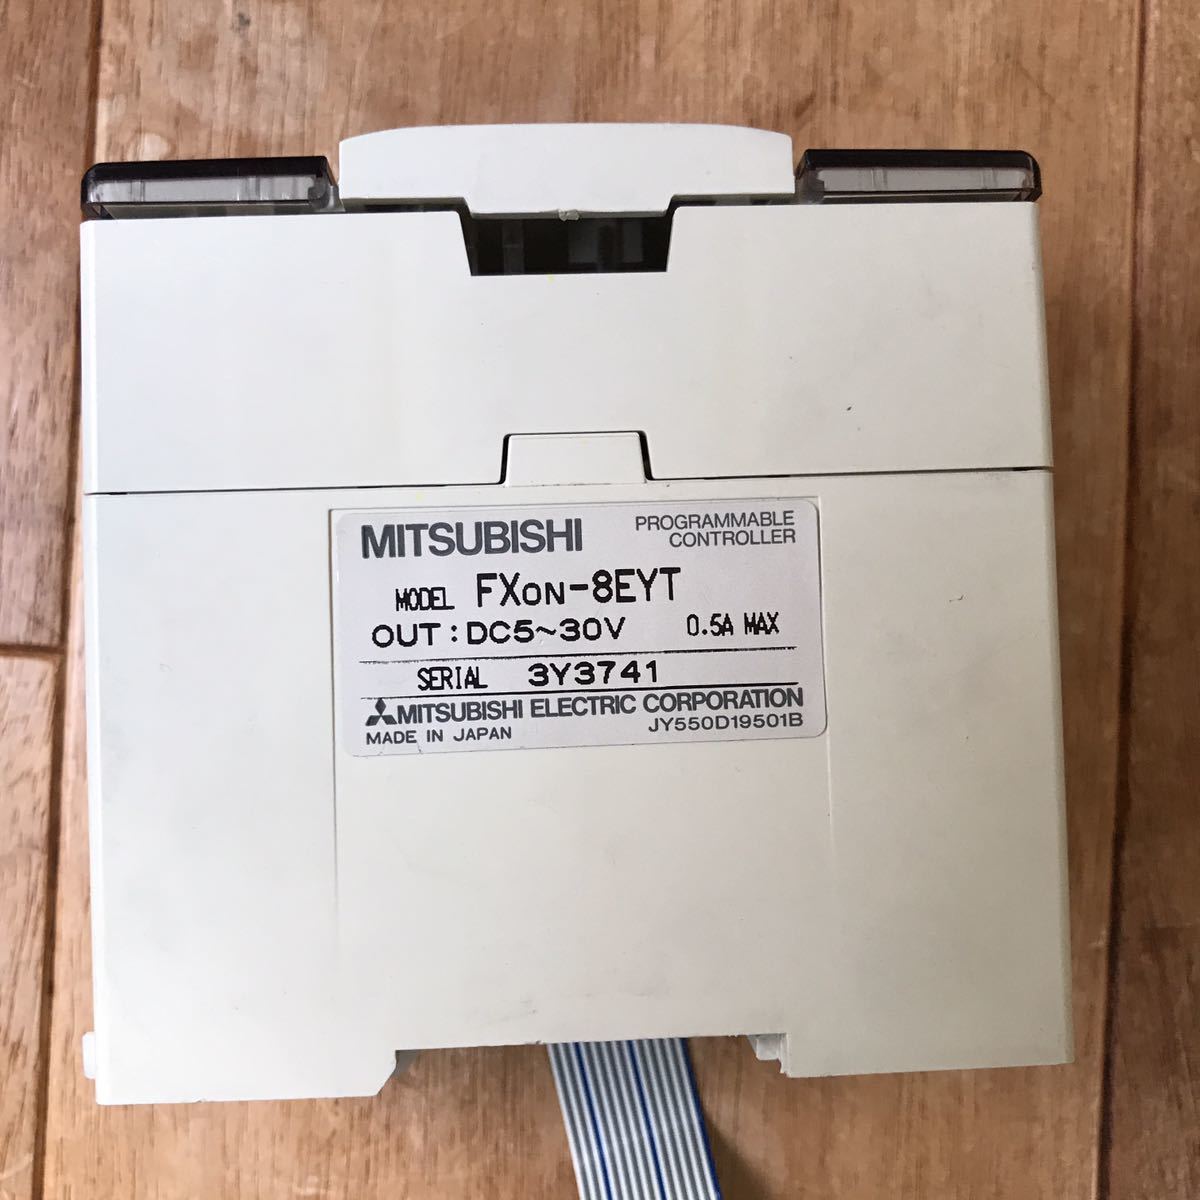 MITSUBISHI
PROGRAMMABLE
CONTROLLER
MODEL FX0N-8EYT
OUT : DC5~30V 0.5A MAX
SERIAL 3Y3741
MITSUBISHI ELECTRIC CORPORATION
MADE IN JAPAN JY550D19501B